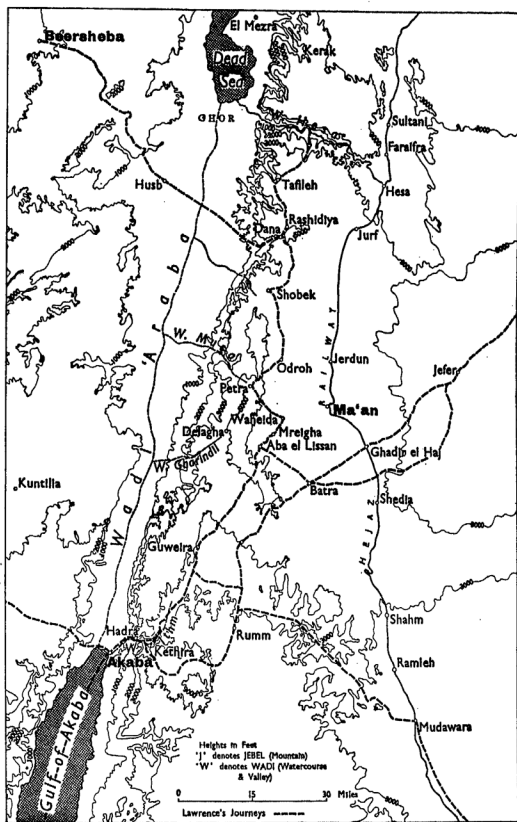 El Mezra
Beersheba
Kerak
Dead
Sea
GHOR
Sultani
Faraifra
Hesa
Husb
Tafileh
Rashidiya
Dana
Jurf
Shobek
W. Musa
Odroh
Jerdun
Jefer
RAILWAY
Petra
Ma'an
Waheida
Delagha
Mreigha
Aba el Lissan
Ghadir el Haj
W. Gharindil
Kuntilla
Batra
Shedia
Wadi 'Araba
Guweira
HEJAZ
Shahm
Hadra
Rumm
Kethira
Akaba
Ramleh
Mudawara
Gulf of Akaba
Heights in Feet
'J' denotes JEBEL (Mountain)
'W' denotes WADI (Watercourse
& Valley)
0 15 30 Miles
Lawrence's Journeys